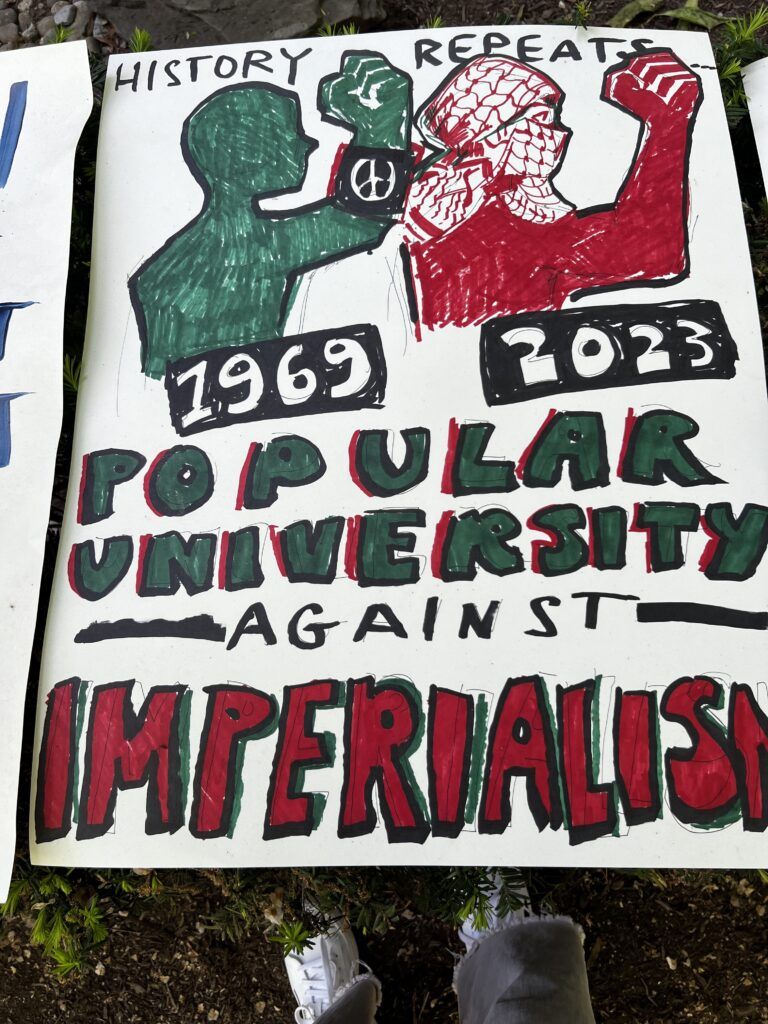 HISTORY REPEATS...
1969 2023
POPULAR
UNIVERSITY
AGAINST
IMPERIALISM